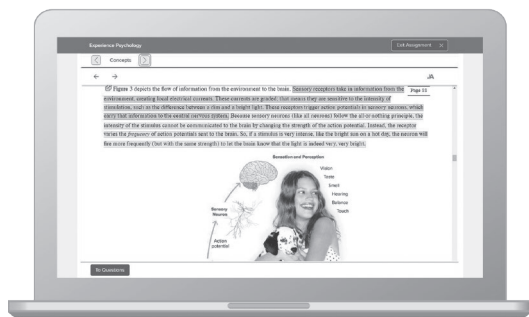 Experience Psychology
Exit Assignment ×
< Concepts >
← → A
Figure 3 depicts the flow of information from the environment to the brain. Sensory receptors take in information from the
Page 55
environment, creating local electrical currents. These currents are graded; that means they are sensitive to the intensity of
stimulation, such as the difference between a dim and a bright light. These receptors trigger action potentials in sensory neurons, which
carry that information to the central nervous system. Because sensory neurons (like all neurons) follow the all-or-nothing principle, the
intensity of the stimulus cannot be communicated to the brain by changing the strength of the action potential. Instead, the receptor
varies the frequency of action potentials sent to the brain. So, if a stimulus is very intense, like the bright sun on a hot day, the neuron will
fire more frequently (but with the same strength) to let the brain know that the light is indeed very, very bright.
Sensation and Perception
Vision
Taste
Smell
Hearing
Balance
Touch
Sensory
Neuron
Action
potential
To Questions